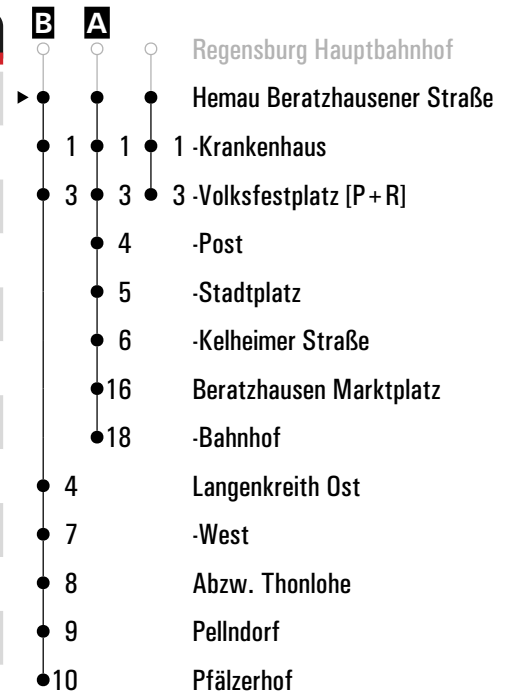 B A
Regensburg Hauptbahnhof
Hemau Beratzhausener Straße
1 1 1 -Krankenhaus
3 3 3 -Volksfestplatz [P+R]
4 -Post
5 -Stadtplatz
6 -Kelheimer Straße
16 Beratzhausen Marktplatz
18 -Bahnhof
4 Langenkreith Ost
7 -West
8 Abzw. Thonlohe
9 Pellndorf
10 Pfälzerhof